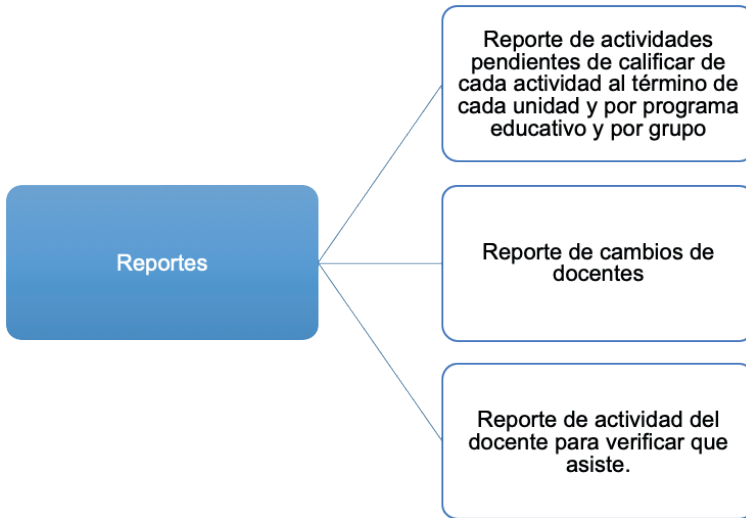 Reporte de actividades
pendientes de calificar de
cada actividad al término de
cada unidad y por programa
educativo y por grupo
Reportes
Reporte de cambios de
docentes
Reporte de actividad del
docente para verificar que
asiste.